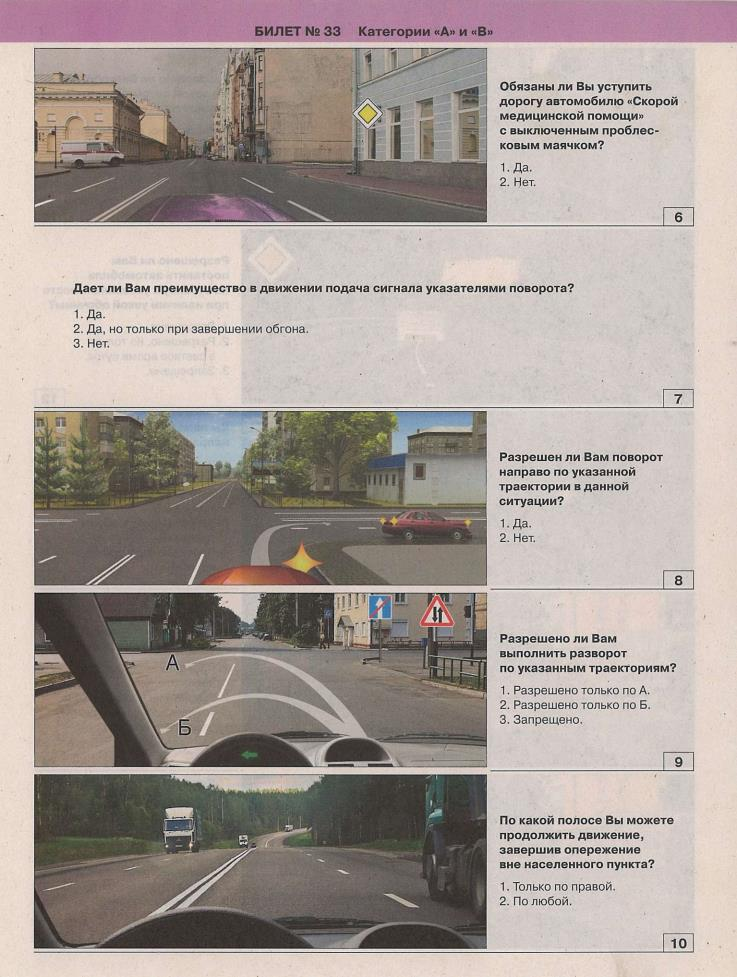 БИЛЕТ № 33 Категории «А» и «В»
Обязаны ли Вы уступить
дорогу автомобилю «Скорой
медицинской помощи»
с выключенным проблес-
ковым маячком?
1. Да.
2. Нет.
6
Дает ли Вам преимущество в движении подача сигнала указателями поворота?
1. Да.
2. Да, но только при завершении обгона.
3. Нет.
7
Разрешен ли Вам поворот
направо по указанной
траектории в данной
ситуации?
1. Да.
2. Нет.
8
А
Б
Разрешено ли Вам
выполнить разворот
по указанным траекториям?
1. Разрешено только по А.
2. Разрешено только по Б.
3. Запрещено.
9
По какой полосе Вы можете
продолжить движение,
завершив опережение
вне населенного пункта?
1. Только по правой.
2. По любой.
10